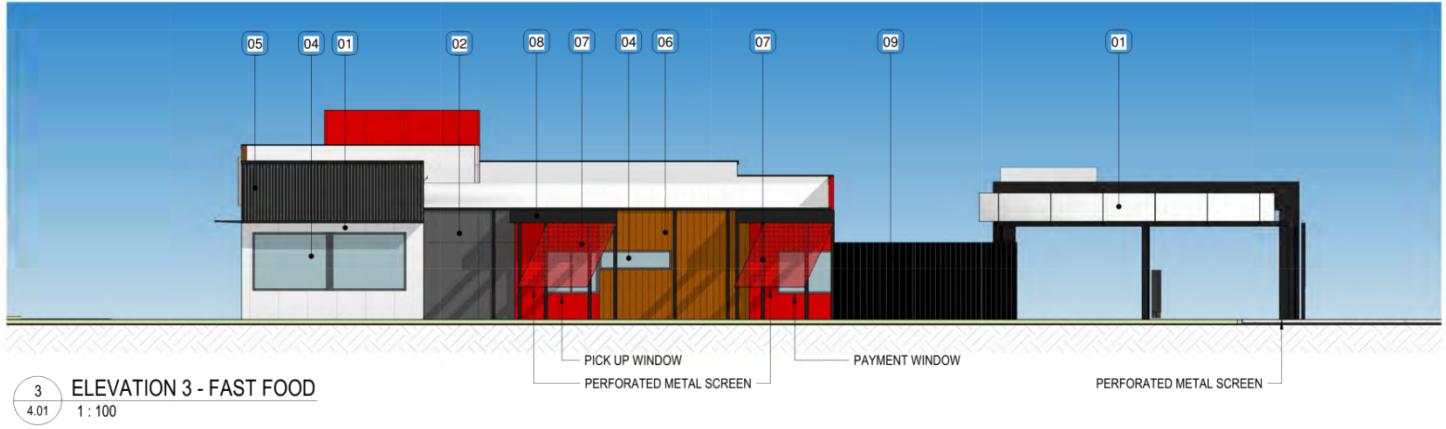 05 04 01 02 08 07 04 06 07 09 01
PICK UP WINDOW
PAYMENT WINDOW
PERFORATED METAL SCREEN
PERFORATED METAL SCREEN
3
4.01
ELEVATION 3 - FAST FOOD
1 : 100